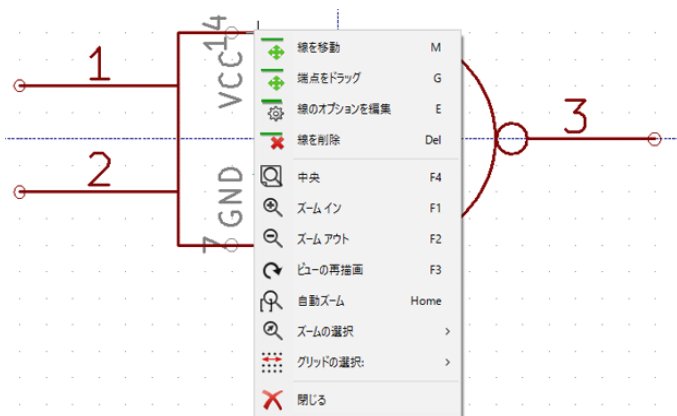 14
VCC
1
2
GND
7
3
線を移動 M
端点をドラッグ G
線のオプションを編集 E
線を削除 Del
中央 F4
ズーム イン F1
ズーム アウト F2
ビューの再描画 F3
自動ズーム Home
ズームの選択 >
グリッドの選択: >
閉じる